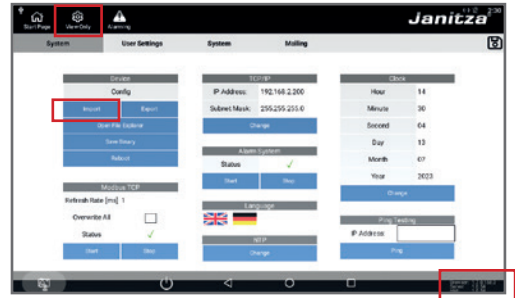 2:30
Start Page
View Only
Alarming
Janitza
System
User Settings
System
Mailing
Device
Config
Import
Export
Open File Explorer
Save Binary
Reboot
Modbus TCP
Refresh Rate [ms] 1
Overwrite All
Status
Start
Stop
TCP/IP
IP Address: 192.168.2.200
Subnet Mask: 255.255.255.0
Change
Alarm System
Status
Start
Stop
Language
NTP
Change
Clock
Hour 14
Minute 30
Second 04
Day 13
Month 07
Year 2023
Change
Ping Testing
IP Address:
Ping